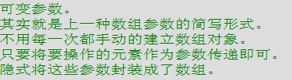 可变参数。
其实就是上一种数组参数的简写形式。
不用每一次都手动的建立数组对象。
只要将要操作的元素作为参数传递即可。
隐式将这些参数封装成了数组。